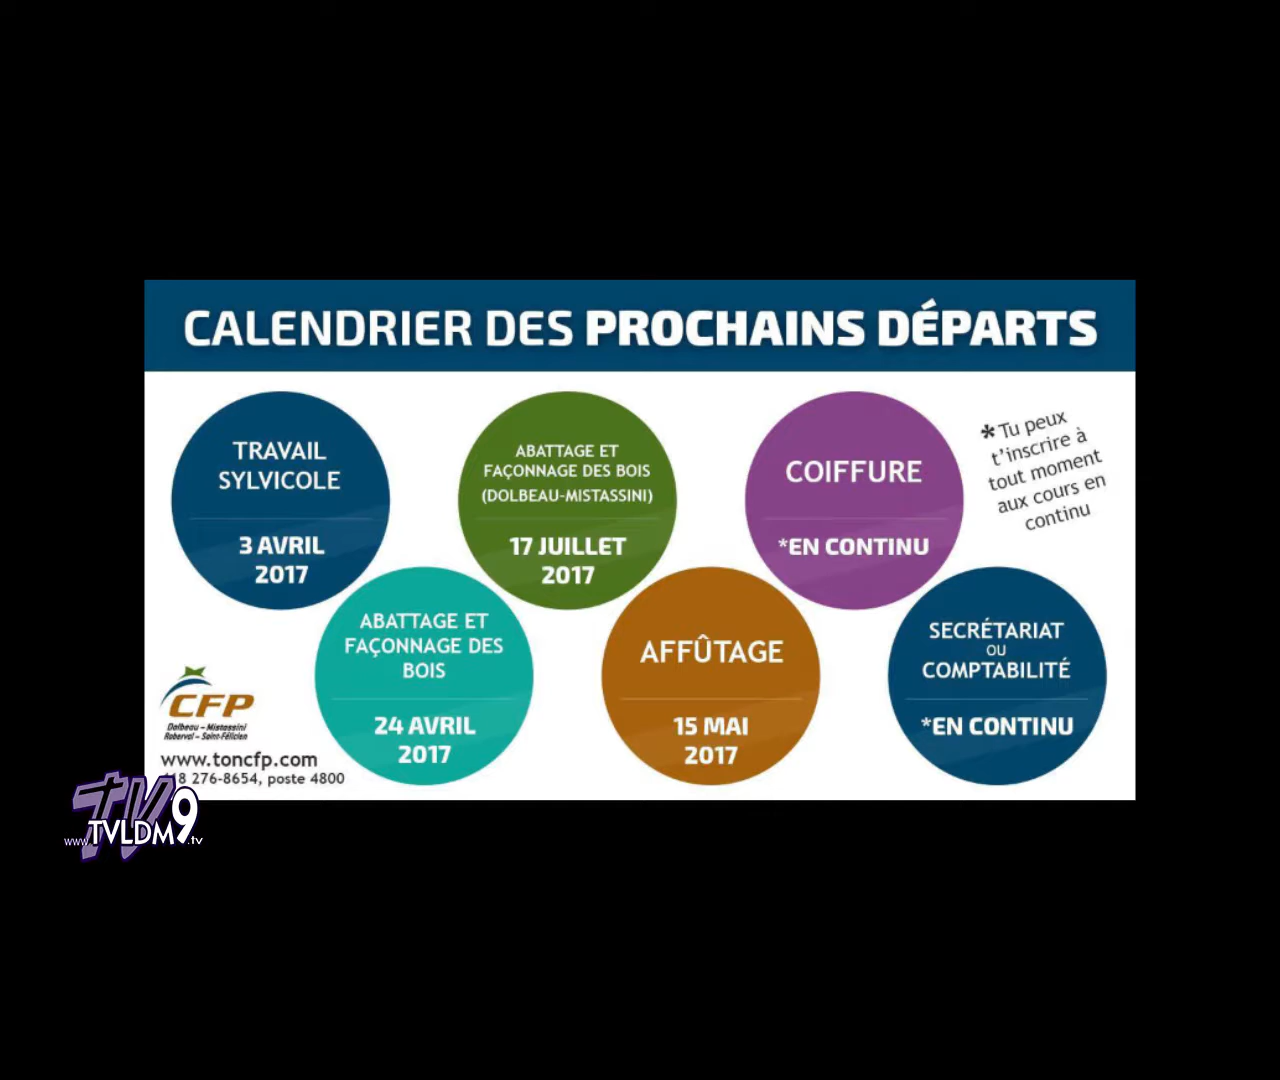 CALENDRIER DES PROCHAINS DÉPARTS
TRAVAIL
SYLVICOLE
3 AVRIL
2017
ABATTAGE ET
FAÇONNAGE DES BOIS
(DOLBEAU-MISTASSINI)
17 JUILLET
2017
COIFFURE
*EN CONTINU
* Tu peux
t'inscrire à
tout moment
aux cours en
continu
ABATTAGE ET
FAÇONNAGE DES
BOIS
24 AVRIL
2017
AFFÛTAGE
15 MAI
2017
SECRÉTARIAT
OU
COMPTABILITÉ
*EN CONTINU
CFP
Dolbeau - Mistassini
Roberval - Saint-Félicien
www.toncfp.com
18 276-8654, poste 4800
TV9
www.TVLDM9.tv